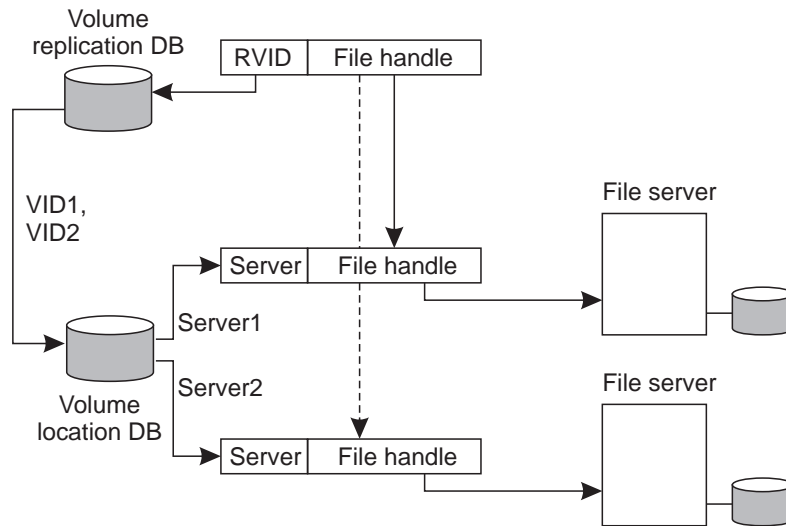 Volume
replication DB
RVID File handle
VID1,
VID2
File server
Server File handle
Server1
Server2
Volume
location DB
File server
Server File handle